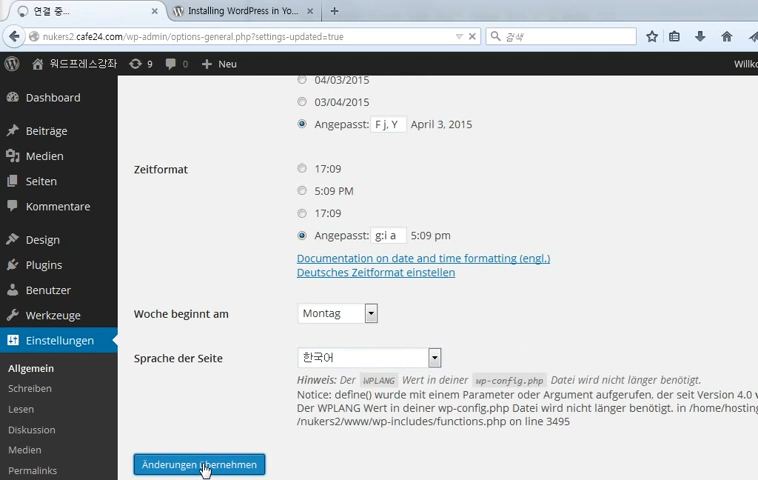 연결 중...
Installing WordPress in Yo...
nukers2.cafe24.com/wp-admin/options-general.php?settings-updated=true
검색
워드프레스강좌
9
0
Neu
Willko
Dashboard
Beiträge
Medien
Seiten
Kommentare
Design
Plugins
Benutzer
Werkzeuge
Einstellungen
Allgemein
Schreiben
Lesen
Diskussion
Medien
Permalinks
04/03/2015
03/04/2015
Angepasst: F j, Y April 3, 2015
Zeitformat
17:09
5:09 PM
17:09
Angepasst: g:i a 5:09 pm
Documentation on date and time formatting (engl.)
Deutsches Zeitformat einstellen
Woche beginnt am
Montag
Sprache der Seite
한국어
Hinweis: Der WPLANG Wert in deiner wp-config.php Datei wird nicht länger benötigt.
Notice: define() wurde mit einem Parameter oder Argument aufgerufen, der seit Version 4.0 w
Der WPLANG Wert in deiner wp-config.php Datei wird nicht länger benötigt. in /home/hosting
/nukers2/www/wp-includes/functions.php on line 3495
Änderungen übernehmen